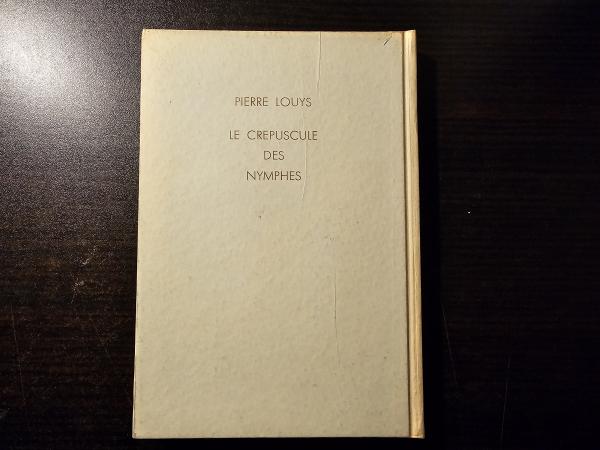 PIERRE LOUYS
LE CREPUSCULE
DES
NYMPHES